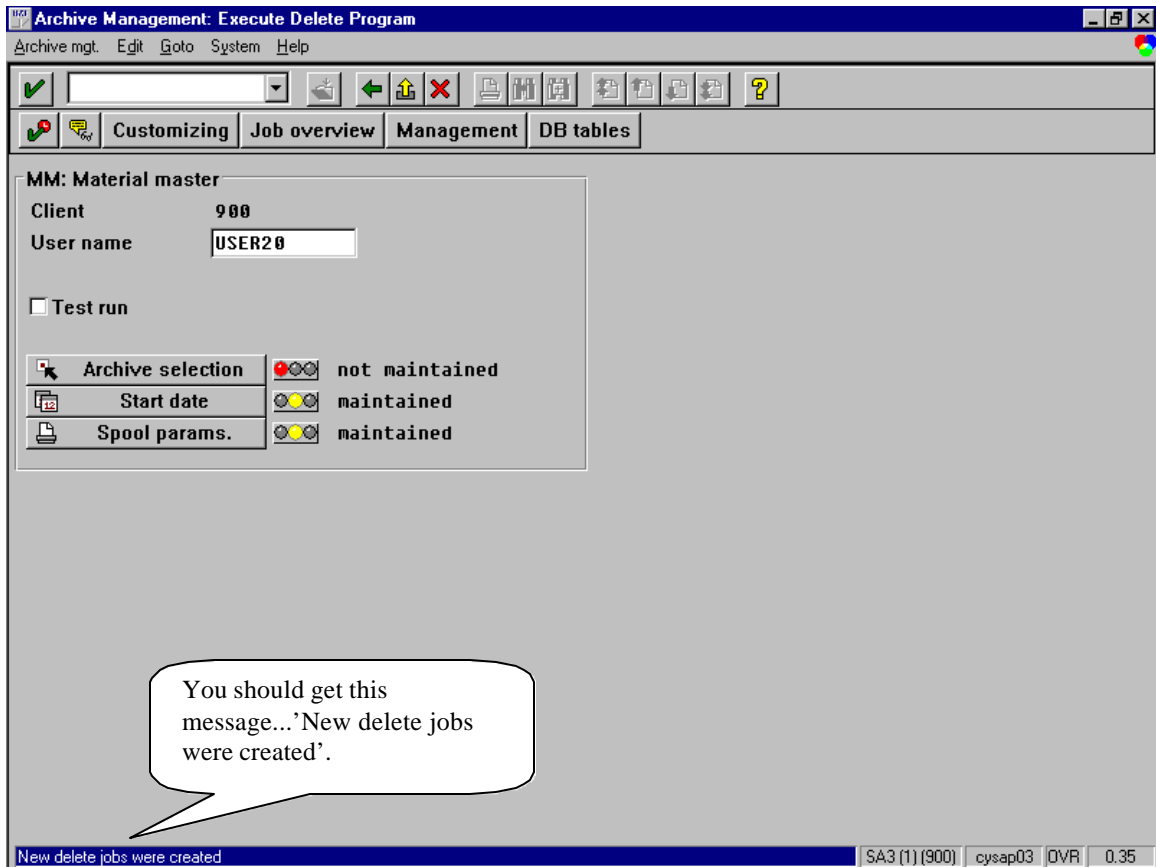 Archive Management: Execute Delete Program
Archive mgt. Edit Goto System Help
Customizing Job overview Management DB tables
MM: Material master
Client 900
User name USER20
Test run
Archive selection not maintained
Start date maintained
Spool params. maintained
You should get this
message...’New delete jobs
were created’.
New delete jobs were created SA3 (1) (900) cysap03 OVR 0.35